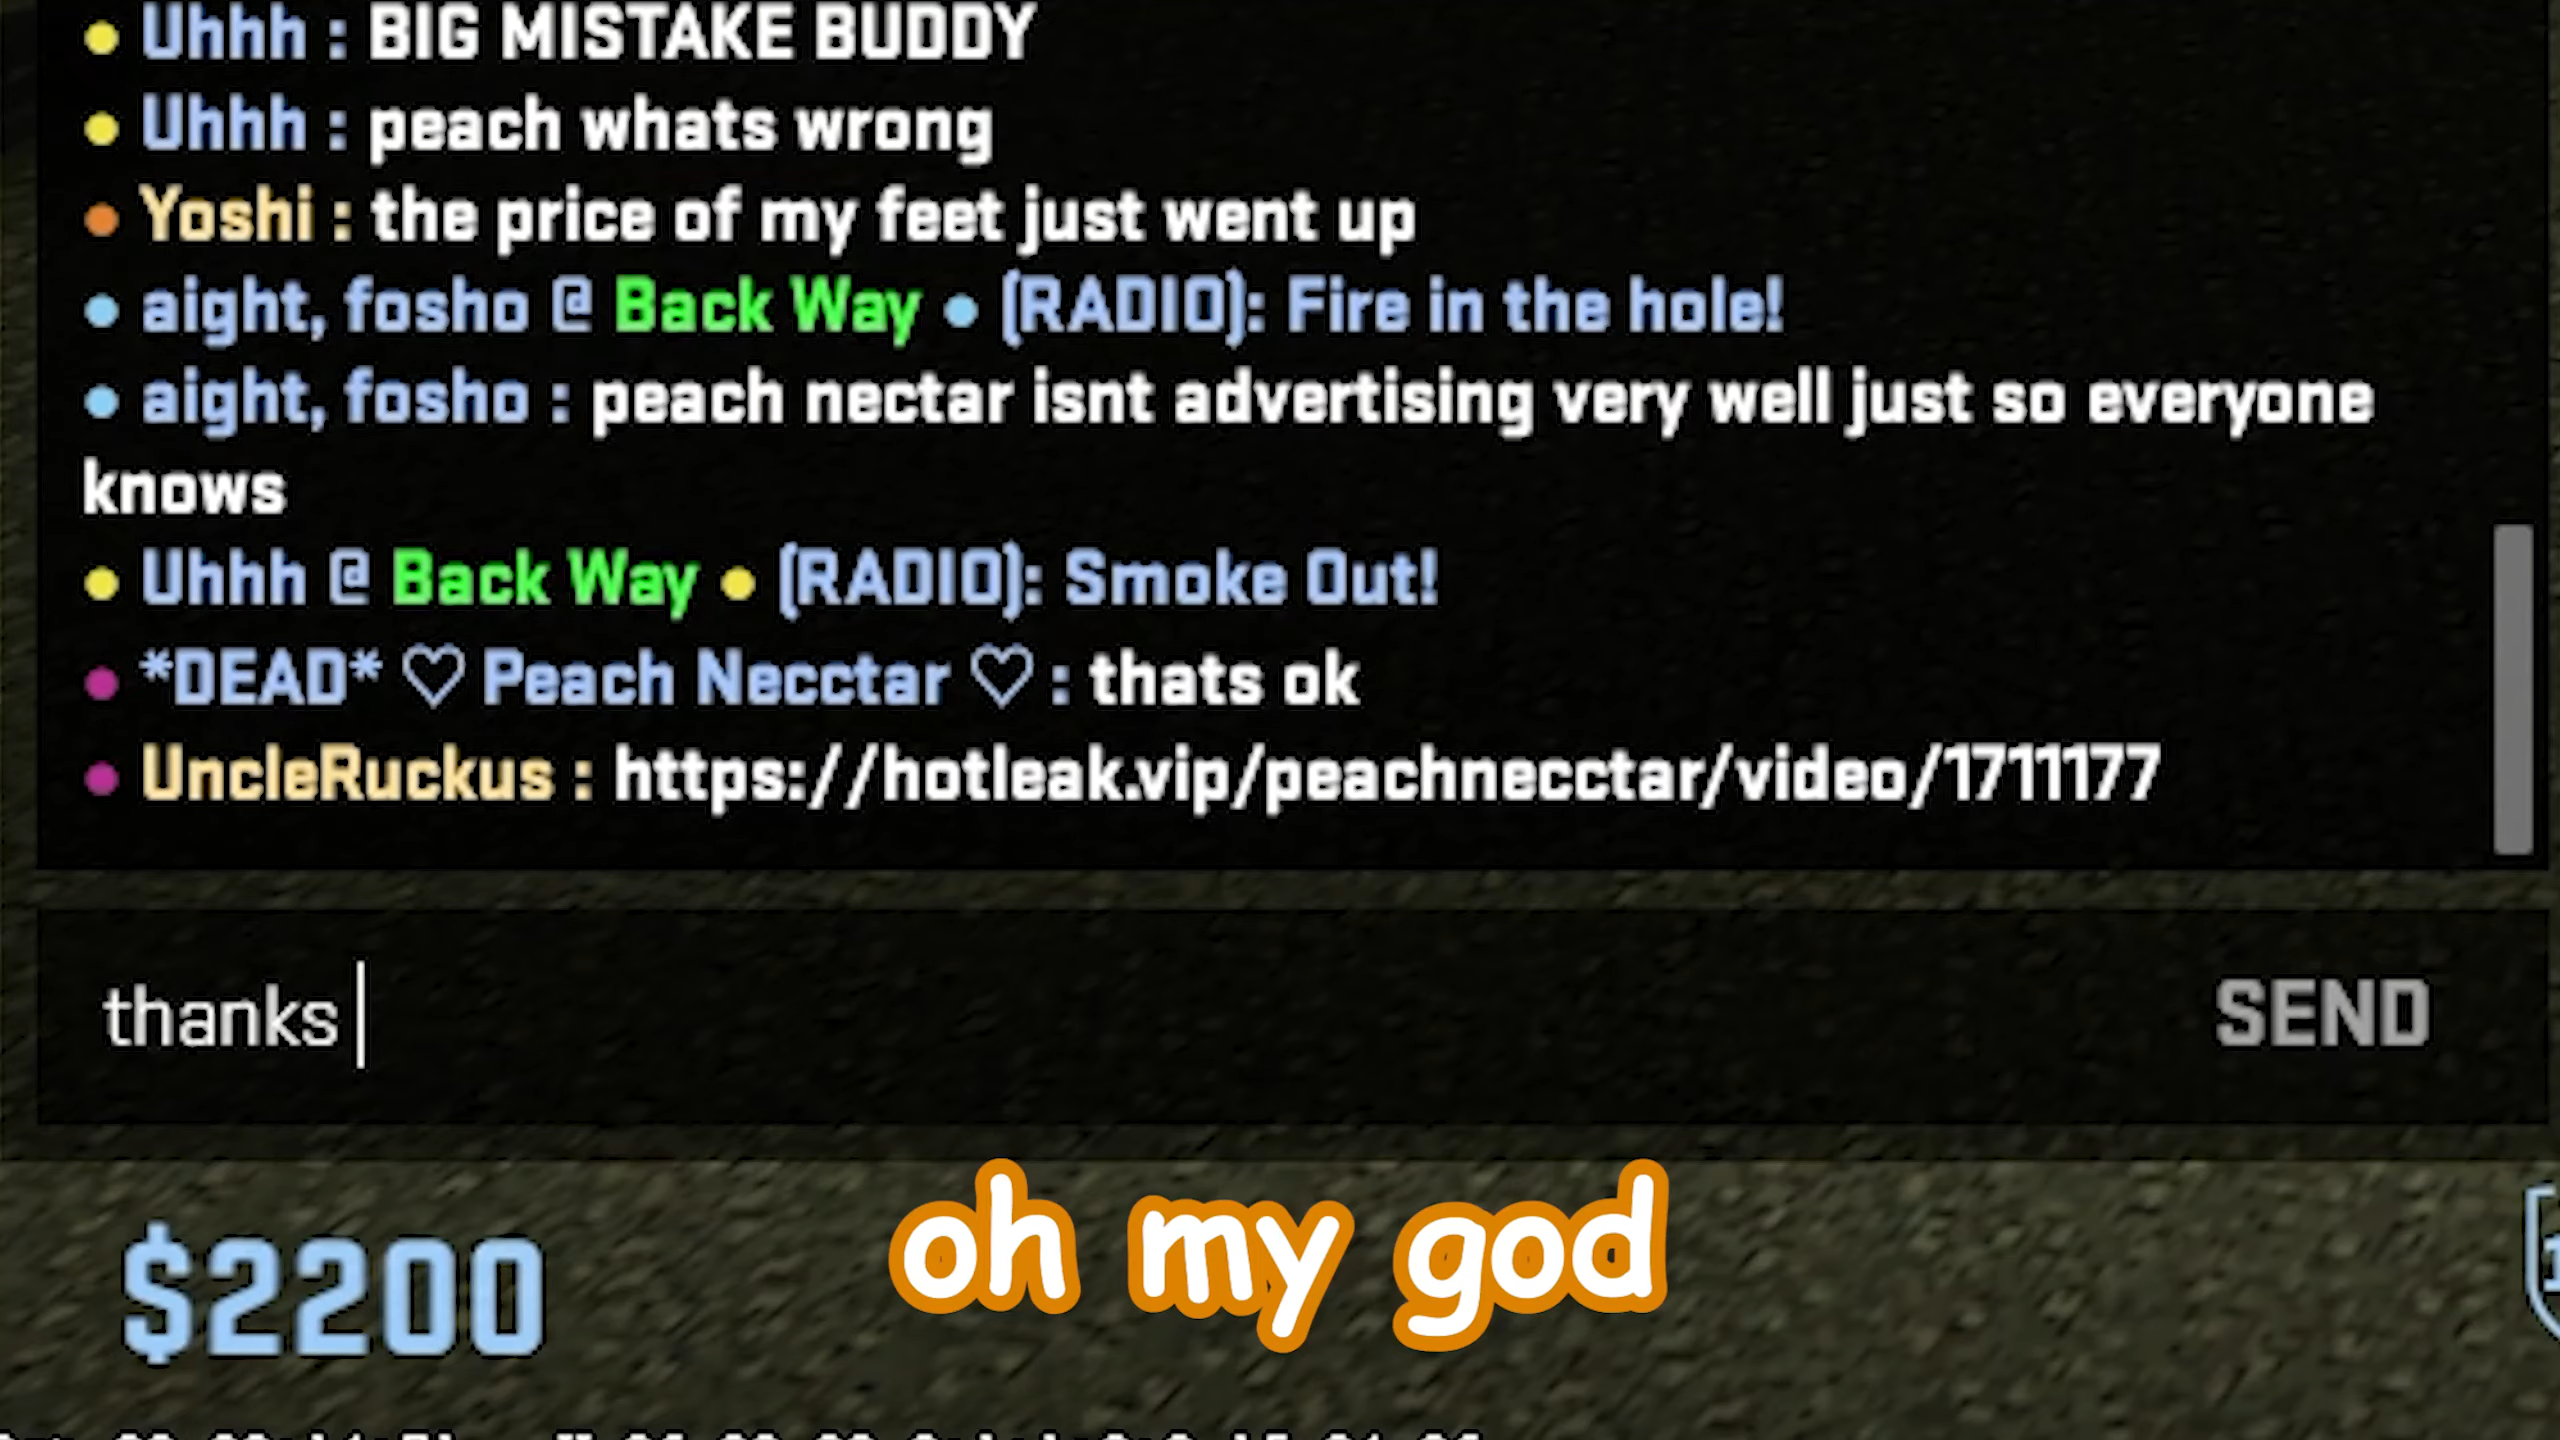 Uhhh : BIG MISTAKE BUDDY
Uhhh : peach whats wrong
Yoshi : the price of my feet just went up
aight, fosho @ Back Way ● (RADIO): Fire in the hole!
aight, fosho : peach nectar isnt advertising very well just so everyone
knows
Uhhh @ Back Way ● (RADIO): Smoke Out!
*DEAD* ♡ Peach Necctar ♡ : thats ok
UncleRuckus : https://hotleak.vip/peachnecctar/video/1711177
thanks
SEND
$2200
oh my god